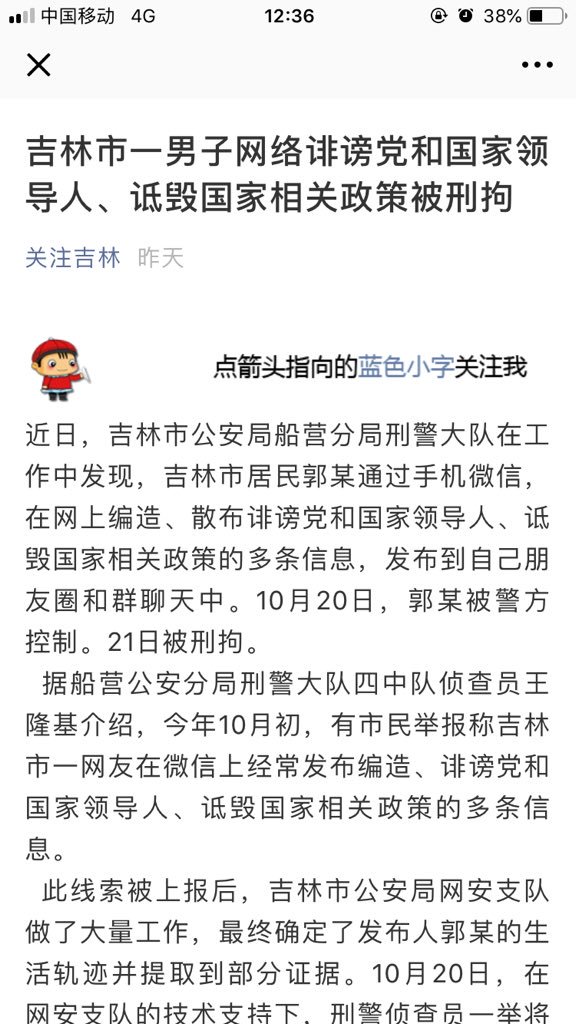 中国移动 4G 12:36 38%
吉林市一男子网络诽谤党和国家领
导人、诋毁国家相关政策被刑拘
关注吉林 昨天
点箭头指向的蓝色小字关注我
近日，吉林市公安局船营分局刑警大队在工
作中发现，吉林市居民郭某通过手机微信，
在网上编造、散布诽谤党和国家领导人、诋
毁国家相关政策的多条信息，发布到自己朋
友圈和群聊天中。10月20日，郭某被警方
控制。21日被刑拘。
据船营公安分局刑警大队四中队侦查员王
隆基介绍，今年10月初，有市民举报称吉林
市一网友在微信上经常发布编造、诽谤党和
国家领导人、诋毁国家相关政策的多条信
息。
此线索被上报后，吉林市公安局网安支队
做了大量工作，最终确定了发布人郭某的生
活轨迹并提取到部分证据。10月20日，在
网安支队的技术支持下，刑警侦查员一举将